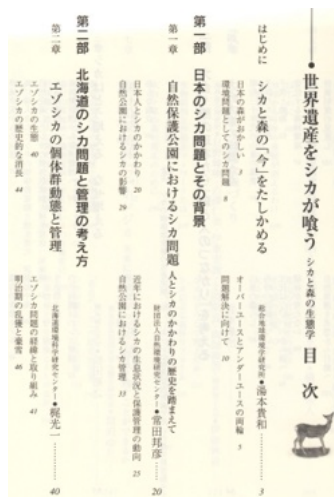 世界遺産をシカが喰う シカと森の生態学 目次
はじめに シカと森の「今」をたしかめる 総合地球環境学研究所●湯本貴和…………3
日本の森がおかしい 3 オーバーユースとアンダーユースの両輪 5
環境問題としてのシカ問題 8 問題解決に向けて 10
第一部 日本のシカ問題とその背景
第一章 自然保護公園におけるシカ問題 人とシカのかかわりの歴史を踏まえて
財団法人自然環境研究センター●常田邦彦…………20
日本人とシカのかかわり 20 近年におけるシカの生息状況と保護管理の動向 25
自然公園におけるシカの影響 29 自然公園におけるシカ管理 33
第二部 北海道のシカ問題と管理の考え方
第二章 エゾシカの個体群動態と管理 北海道環境科学研究センター●梶光一…………40
エゾシカの生態 40 エゾシカ問題の経緯と取り組み 41
エゾシカの歴史的な消長 44 明治期の乱獲と豪雪 46